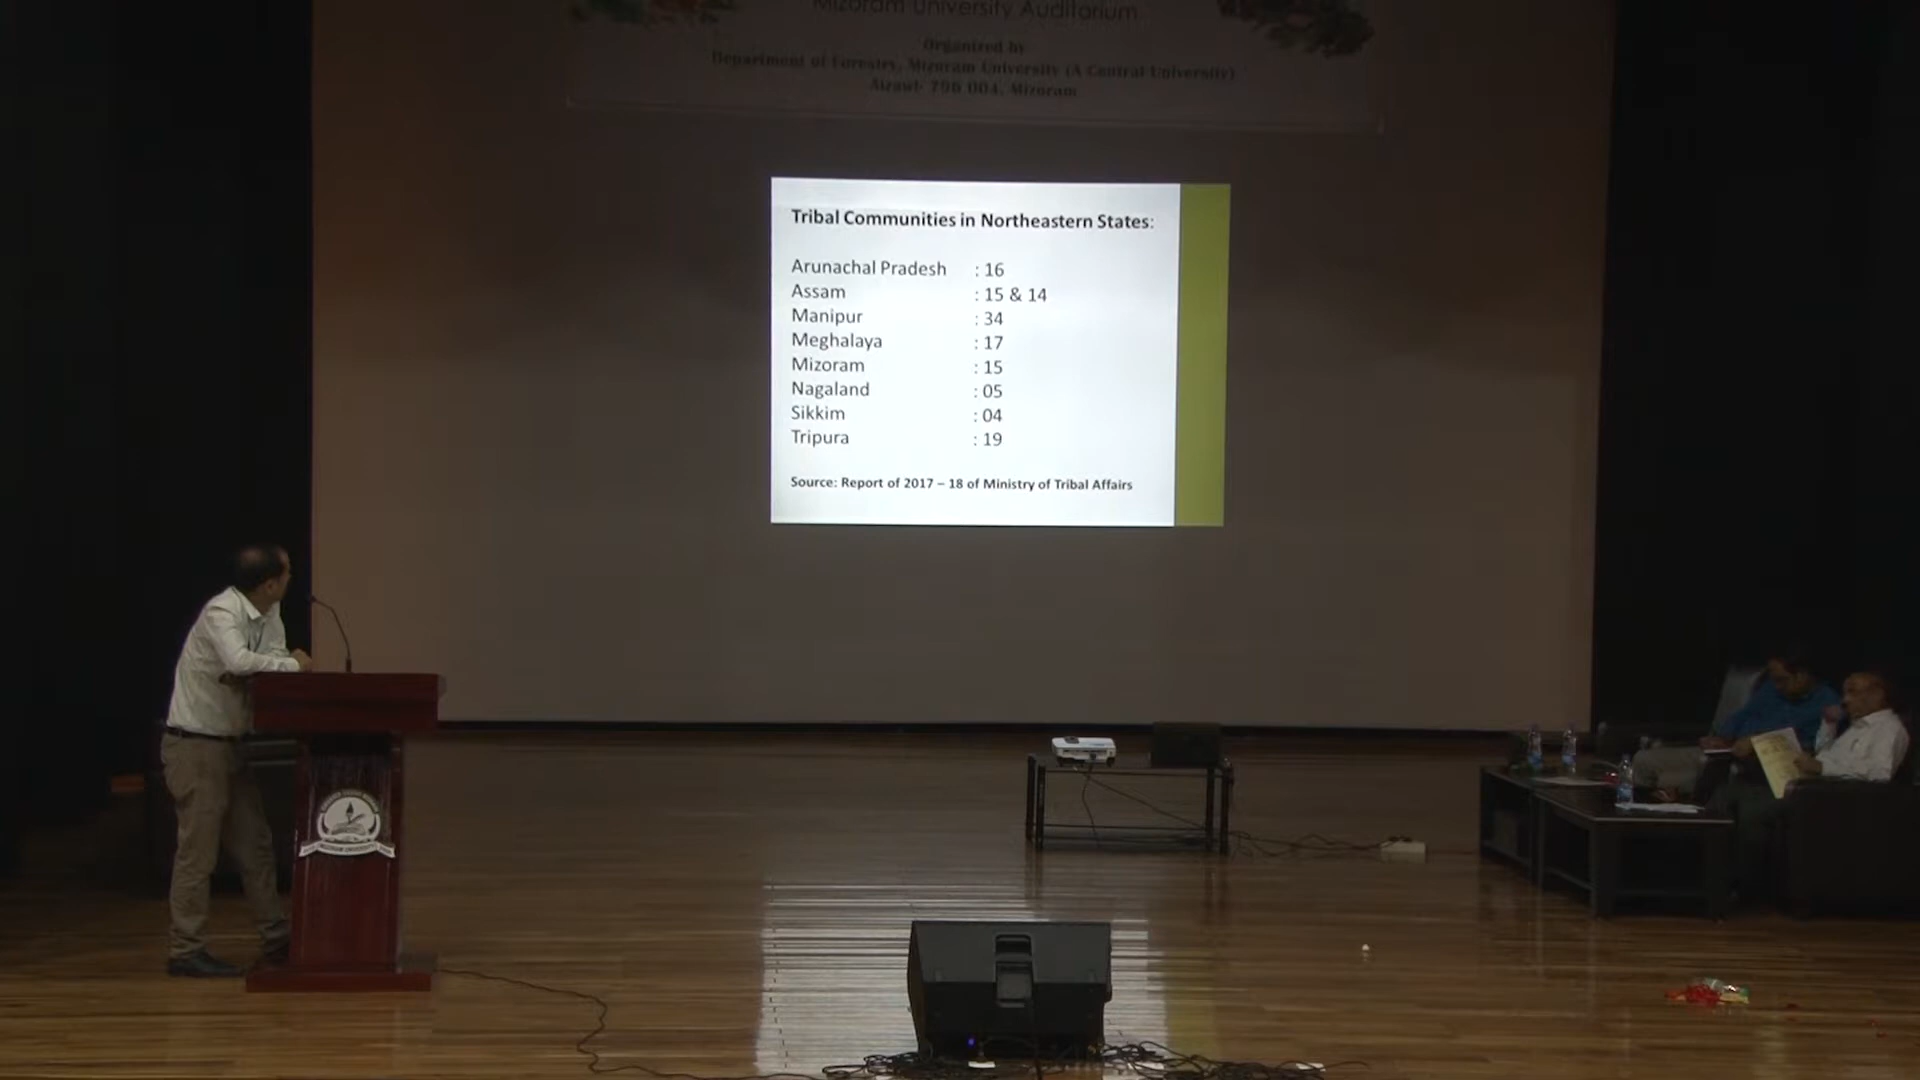 Mizoram University Auditorium
Organized by
Department of Forestry, Mizoram University (A Central University)
Aizawl- 796 004, Mizoram
Tribal Communities in Northeastern States:
Arunachal Pradesh : 16
Assam : 15 & 14
Manipur : 34
Meghalaya : 17
Mizoram : 15
Nagaland : 05
Sikkim : 04
Tripura : 19
Source: Report of 2017 – 18 of Ministry of Tribal Affairs
MIZORAM UNIVERSITY